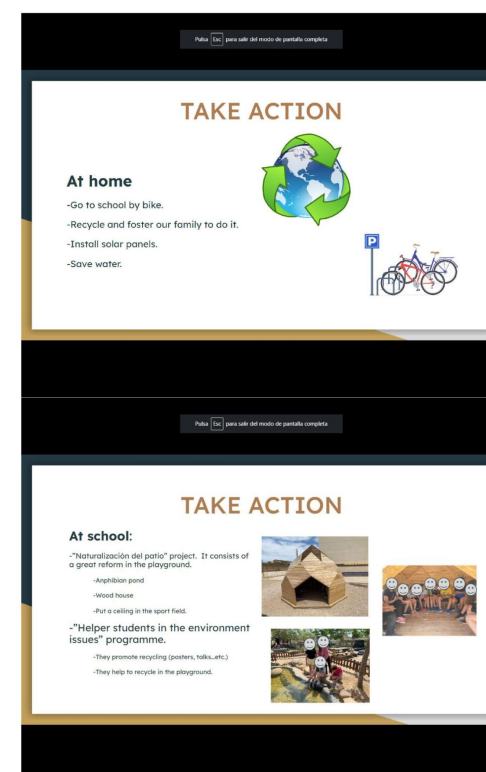 Pulsa Esc para salir del modo de pantalla completa
TAKE ACTION
At home
-Go to school by bike.
-Recycle and foster our family to do it.
-Install solar panels.
-Save water.
P
Pulsa Esc para salir del modo de pantalla completa
TAKE ACTION
At school:
-"Naturalización del patio" project. It consists of
a great reform in the playground.
-Anphibian pond
-Wood house
-Put a ceiling in the sport field.
-"Helper students in the environment
issues" programme.
-They promote recycling (posters, talks...etc.)
-They help to recycle in the playground.